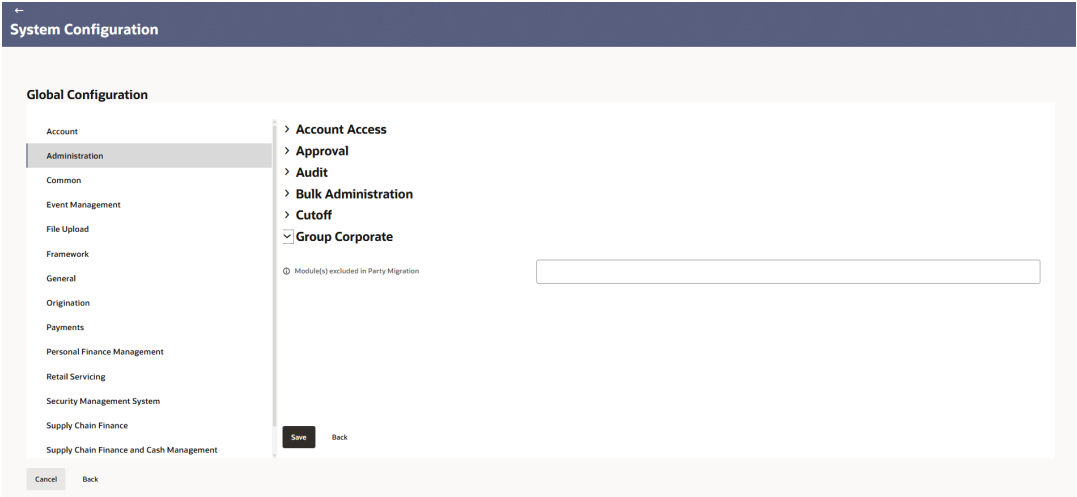 System Configuration
Global Configuration
Account
Administration
Common
Event Management
File Upload
Framework
General
Origination
Payments
Personal Finance Management
Retail Servicing
Security Management System
Supply Chain Finance
Supply Chain Finance and Cash Management
Account Access
Approval
Audit
Bulk Administration
Cutoff
Group Corporate
Module(s) excluded in Party Migration
Save Back
Cancel Back